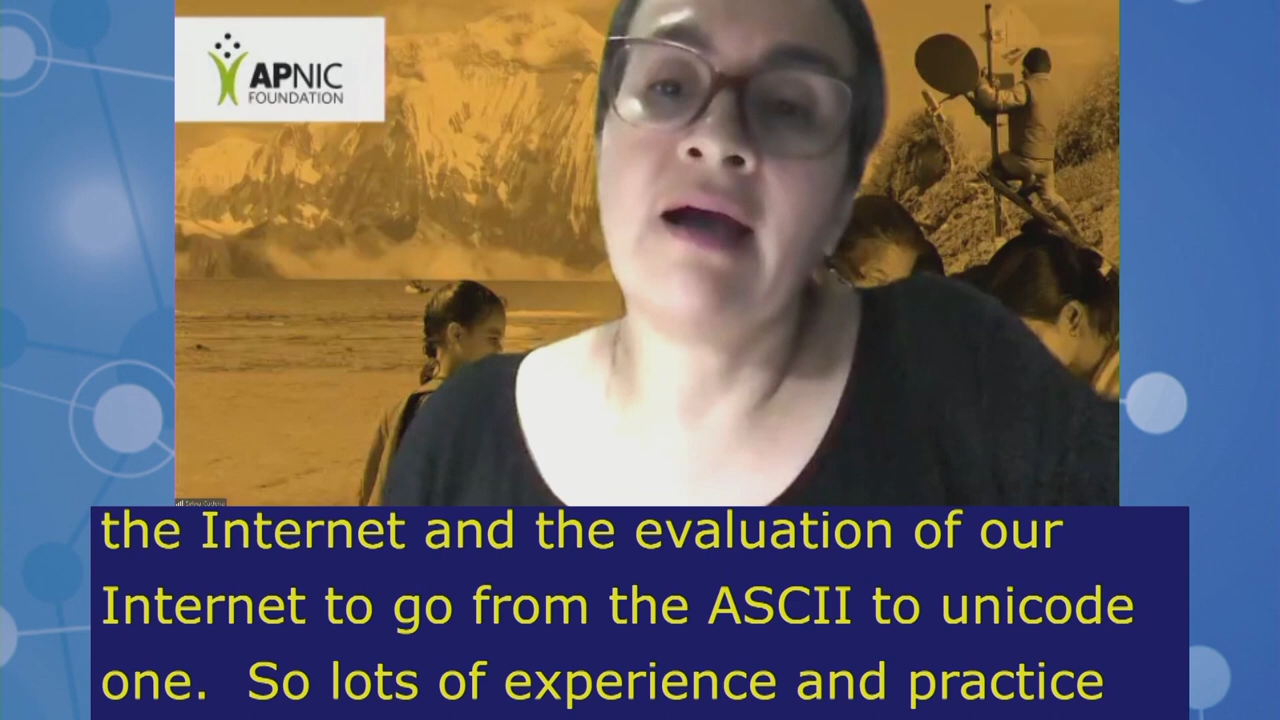 APNIC
FOUNDATION
the Internet and the evaluation of our
Internet to go from the ASCII to unicode
one.  So lots of experience and practice